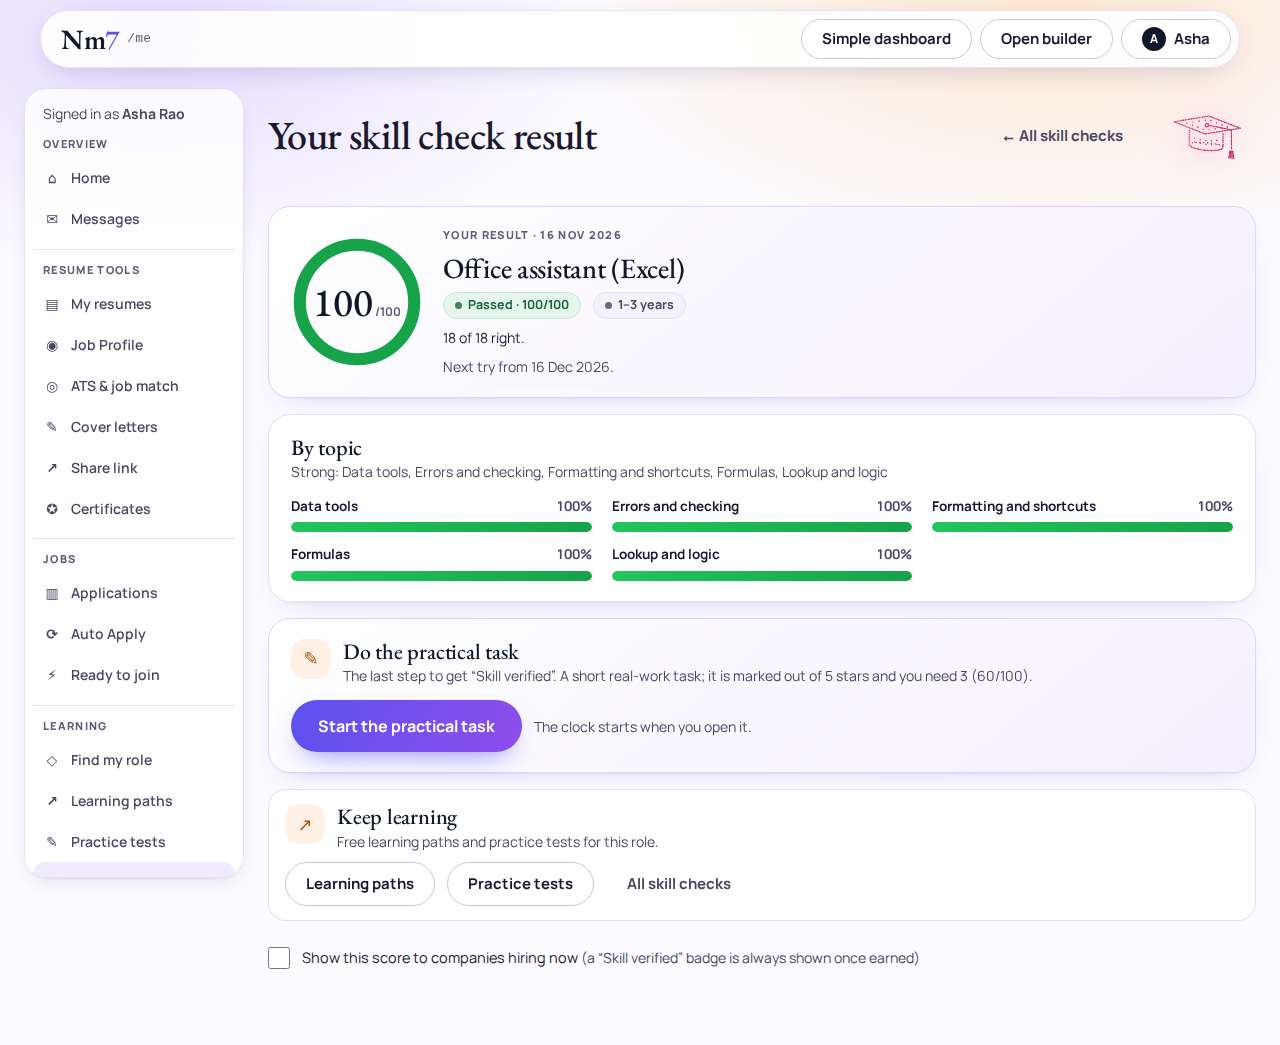 Nm7 /me
Simple dashboard
Open builder
A Asha
Signed in as Asha Rao
OVERVIEW
Home
Messages
RESUME TOOLS
My resumes
Job Profile
ATS & job match
Cover letters
Share link
Certificates
JOBS
Applications
Auto Apply
Ready to join
LEARNING
Find my role
Learning paths
Practice tests
Your skill check result
← All skill checks
YOUR RESULT · 16 NOV 2026
100 /100
Office assistant (Excel)
Passed · 100/100
1–3 years
18 of 18 right.
Next try from 16 Dec 2026.
By topic
Strong: Data tools, Errors and checking, Formatting and shortcuts, Formulas, Lookup and logic
Data tools 100%
Errors and checking 100%
Formatting and shortcuts 100%
Formulas 100%
Lookup and logic 100%
Do the practical task
The last step to get “Skill verified”. A short real-work task; it is marked out of 5 stars and you need 3 (60/100).
Start the practical task
The clock starts when you open it.
Keep learning
Free learning paths and practice tests for this role.
Learning paths
Practice tests
All skill checks
Show this score to companies hiring now (a “Skill verified” badge is always shown once earned)